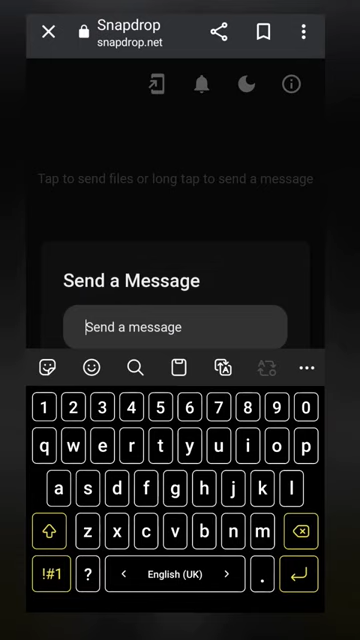 Snapdrop
snapdrop.net
Tap to send files or long tap to send a message
Send a Message
Send a message
1 2 3 4 5 6 7 8 9 0
q w e r t y u i o p
a s d f g h j k l
z x c v b n m
!#1 ? English (UK) .